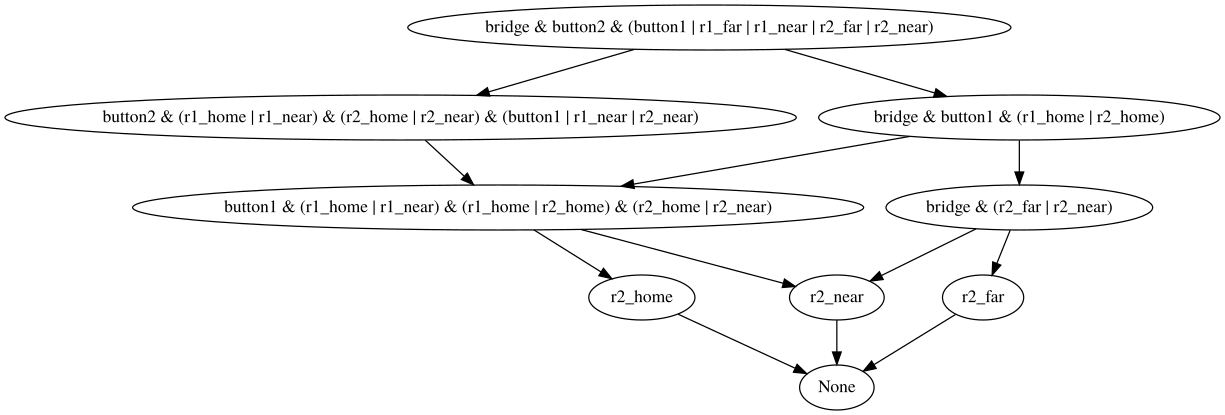 bridge & button2 & (button1 | r1_far | r1_near | r2_far | r2_near)
button2 & (r1_home | r1_near) & (r2_home | r2_near) & (button1 | r1_near | r2_near)
bridge & button1 & (r1_home | r2_home)
button1 & (r1_home | r1_near) & (r1_home | r2_home) & (r2_home | r2_near)
bridge & (r2_far | r2_near)
r2_home
r2_near
r2_far
None